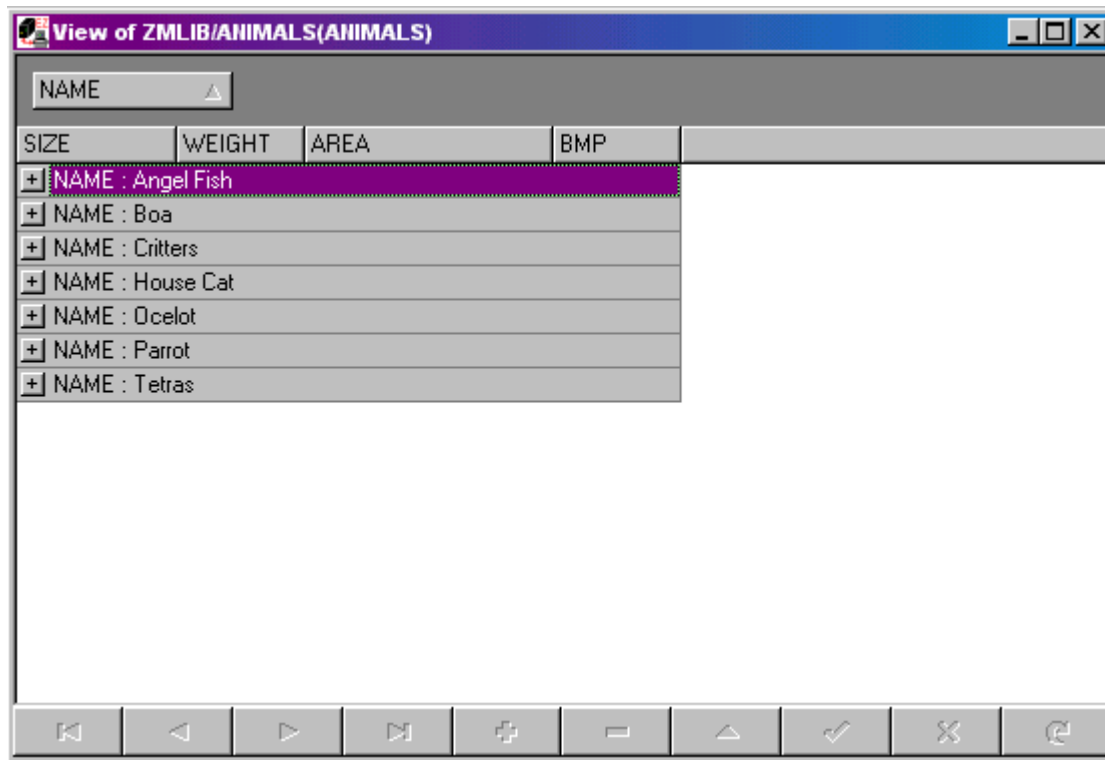 View of ZMLIB/ANIMALS(ANIMALS)
NAME
SIZE WEIGHT AREA BMP
NAME : Angel Fish
NAME : Boa
NAME : Critters
NAME : House Cat
NAME : Ocelot
NAME : Parrot
NAME : Tetras